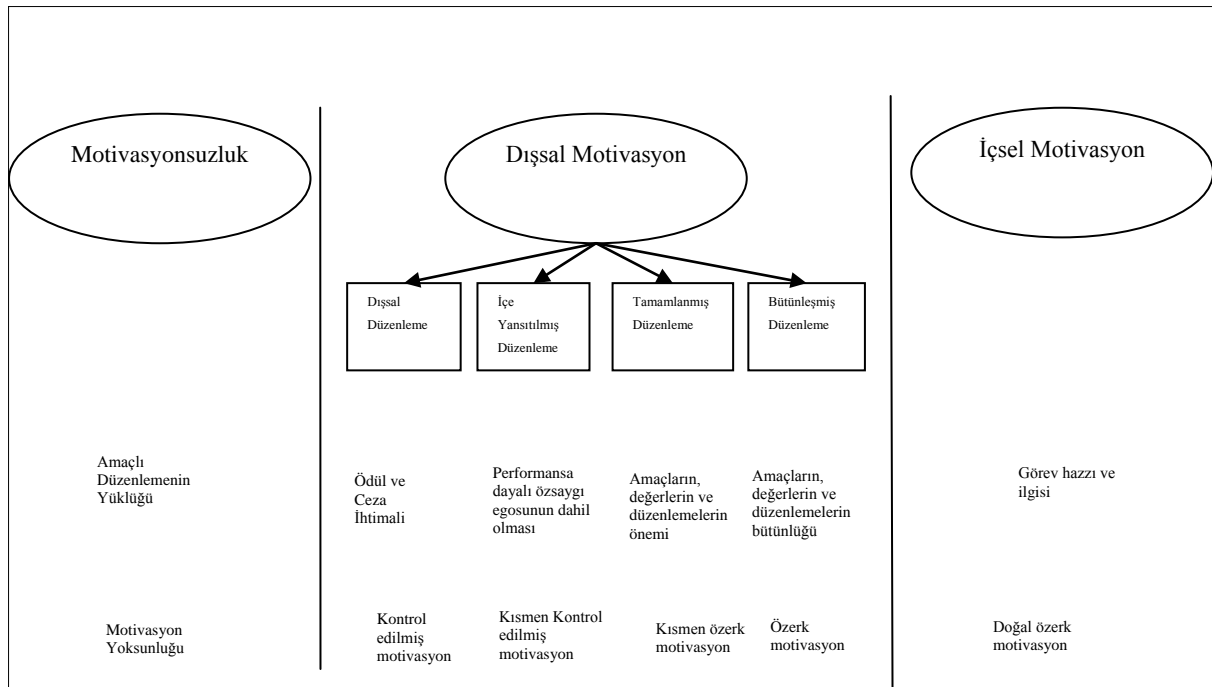 Motivasyonsuzluk
Dışsal Motivasyon
İçsel Motivasyon
Dışsal
Düzenleme
İçe
Yansıtılmış
Düzenleme
Tamamlanmış
Düzenleme
Bütünleşmiş
Düzenleme
Amaçlı
Düzenlemenin
Yüklüğü
Ödül ve
Ceza
İhtimali
Performansa
dayalı özsaygı
egosunun dahil
olması
Amaçların,
değerlerin ve
düzenlemelerin
önemi
Amaçların,
değerlerin ve
düzenlemelerin
bütünlüğü
Görev hazzı ve
ilgisi
Motivasyon
Yoksunluğu
Kontrol
edilmiş
motivasyon
Kısmen Kontrol
edilmiş
motivasyon
Kısmen özerk
motivasyon
Özerk
motivasyon
Doğal özerk
motivasyon